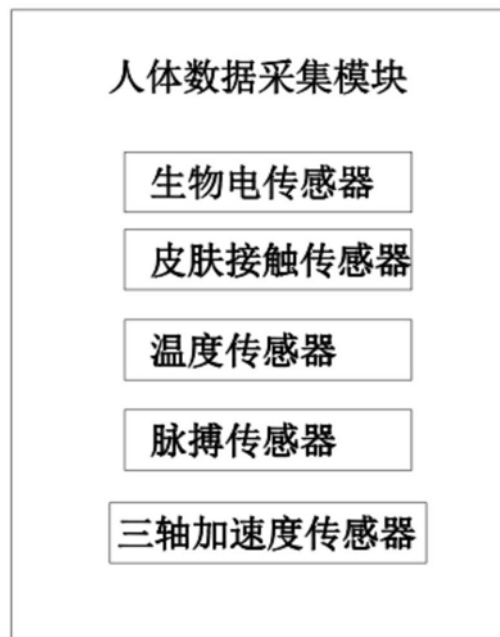 人体数据采集模块
生物电传感器
皮肤接触传感器
温度传感器
脉搏传感器
三轴加速度传感器